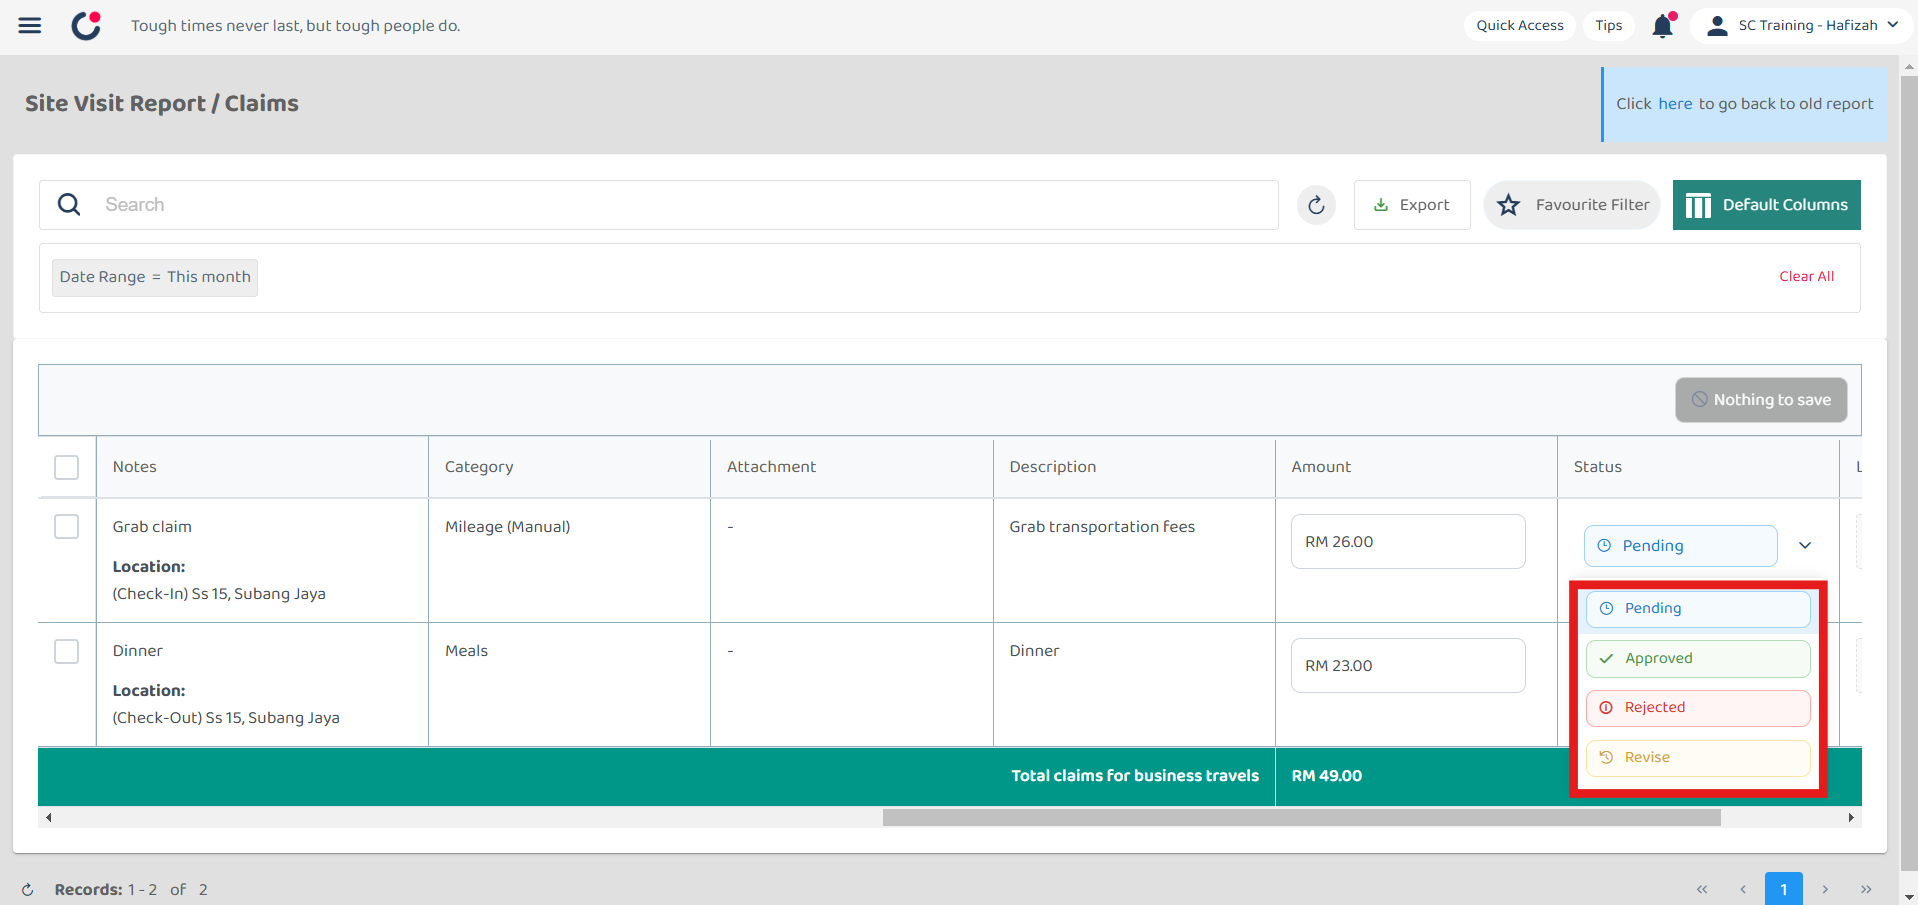 Tough times never last, but tough people do.
Quick Access
Tips
SC Training - Hafizah
Site Visit Report / Claims
Click here to go back to old report
Search
Export
Favourite Filter
Default Columns
Date Range = This month
Clear All
Nothing to save
Notes
Category
Attachment
Description
Amount
Status
Grab claim
Location:
(Check-In) Ss 15, Subang Jaya
Mileage (Manual)
-
Grab transportation fees
RM 26.00
Pending
Pending
Approved
Rejected
Revise
Dinner
Location:
(Check-Out) Ss 15, Subang Jaya
Meals
-
Dinner
RM 23.00
Total claims for business travels
RM 49.00
Records: 1 - 2 of 2
« ‹ 1 › »